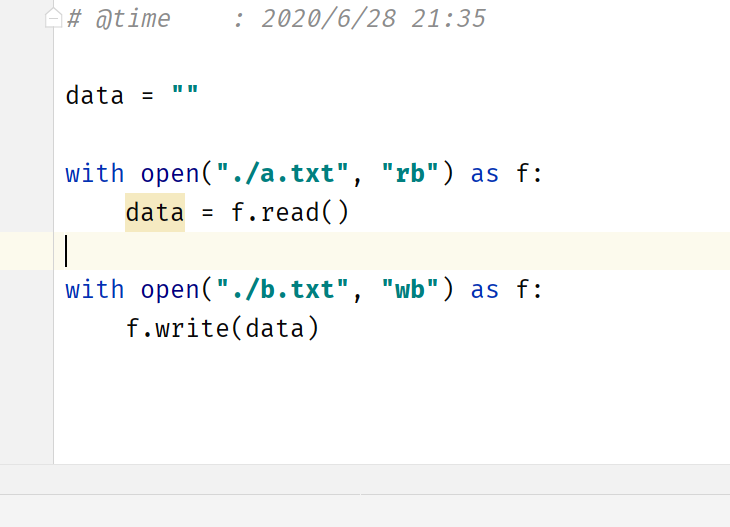 # @time    : 2020/6/28 21:35
data = ""
with open("./a.txt", "rb") as f:
    data = f.read()
with open("./b.txt", "wb") as f:
    f.write(data)